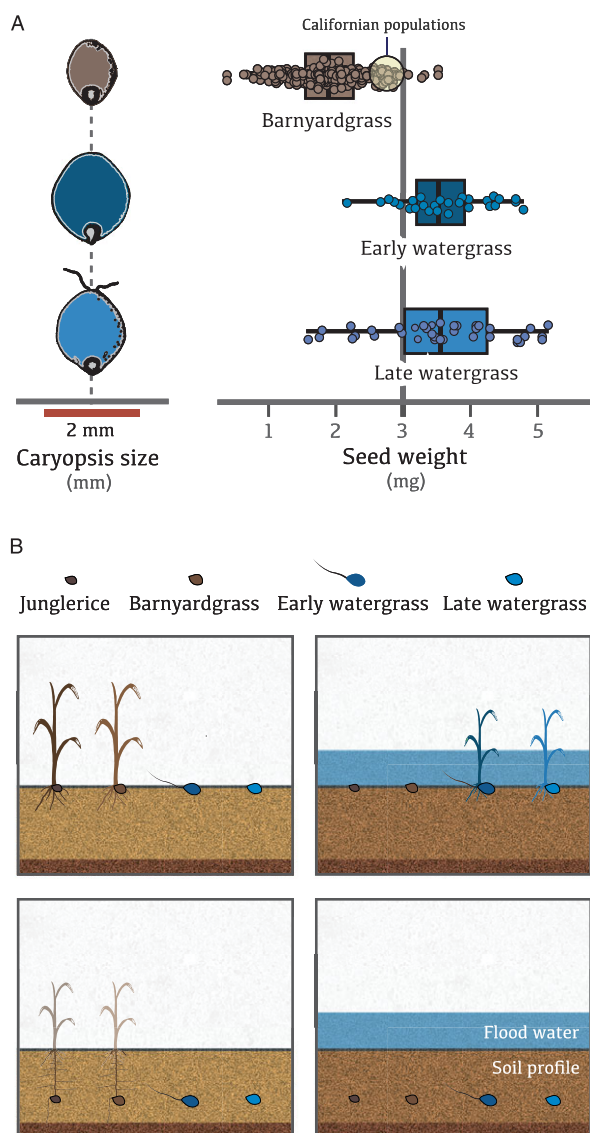 A
Californian populations
Barnyardgrass
Early watergrass
Late watergrass
2 mm
1 2 3 4 5
Caryopsis size
(mm)
Seed weight
(mg)
B
Junglerice Barnyardgrass Early watergrass Late watergrass
Flood water
Soil profile